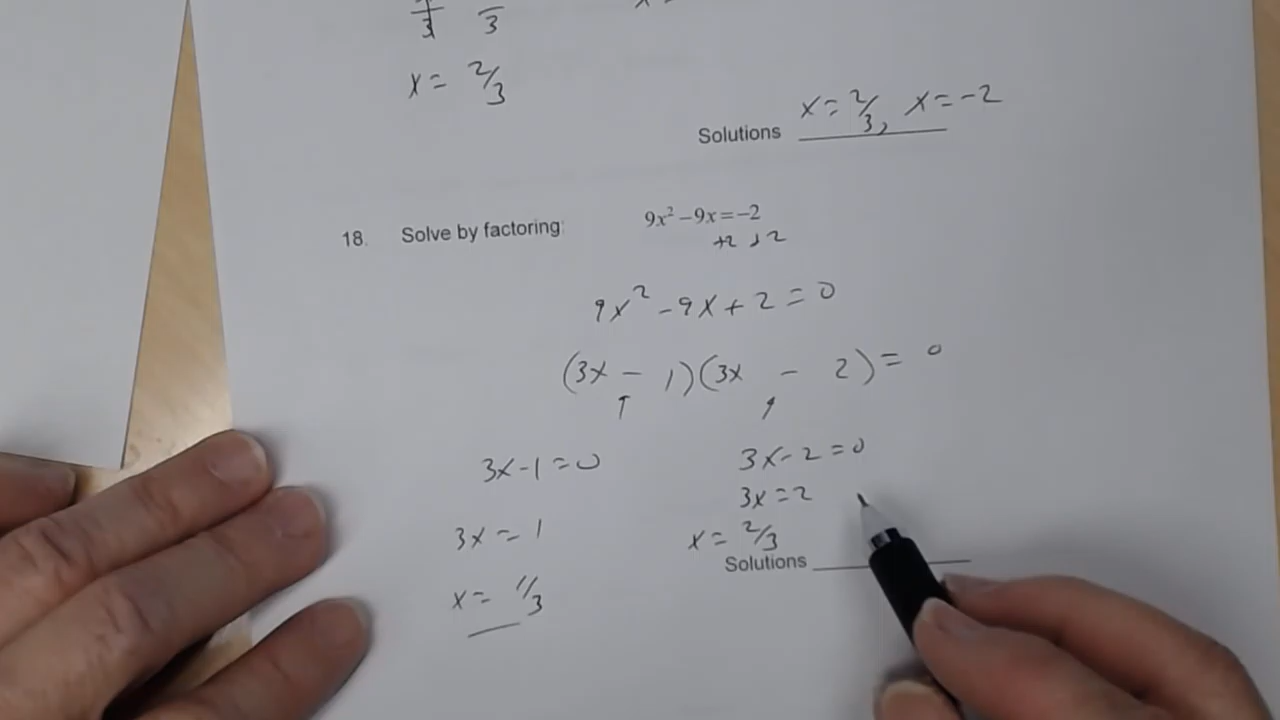 3 3
x = 2/3
x = 2/3, x = -2
Solutions
18. Solve by factoring: 9x² – 9x = –2
+2 +2
9x² - 9x + 2 = 0
(3x - 1)(3x - 2) = 0
3x - 1 = 0 3x - 2 = 0
3x = 1 3x = 2
x = 1/3 x = 2/3
Solutions